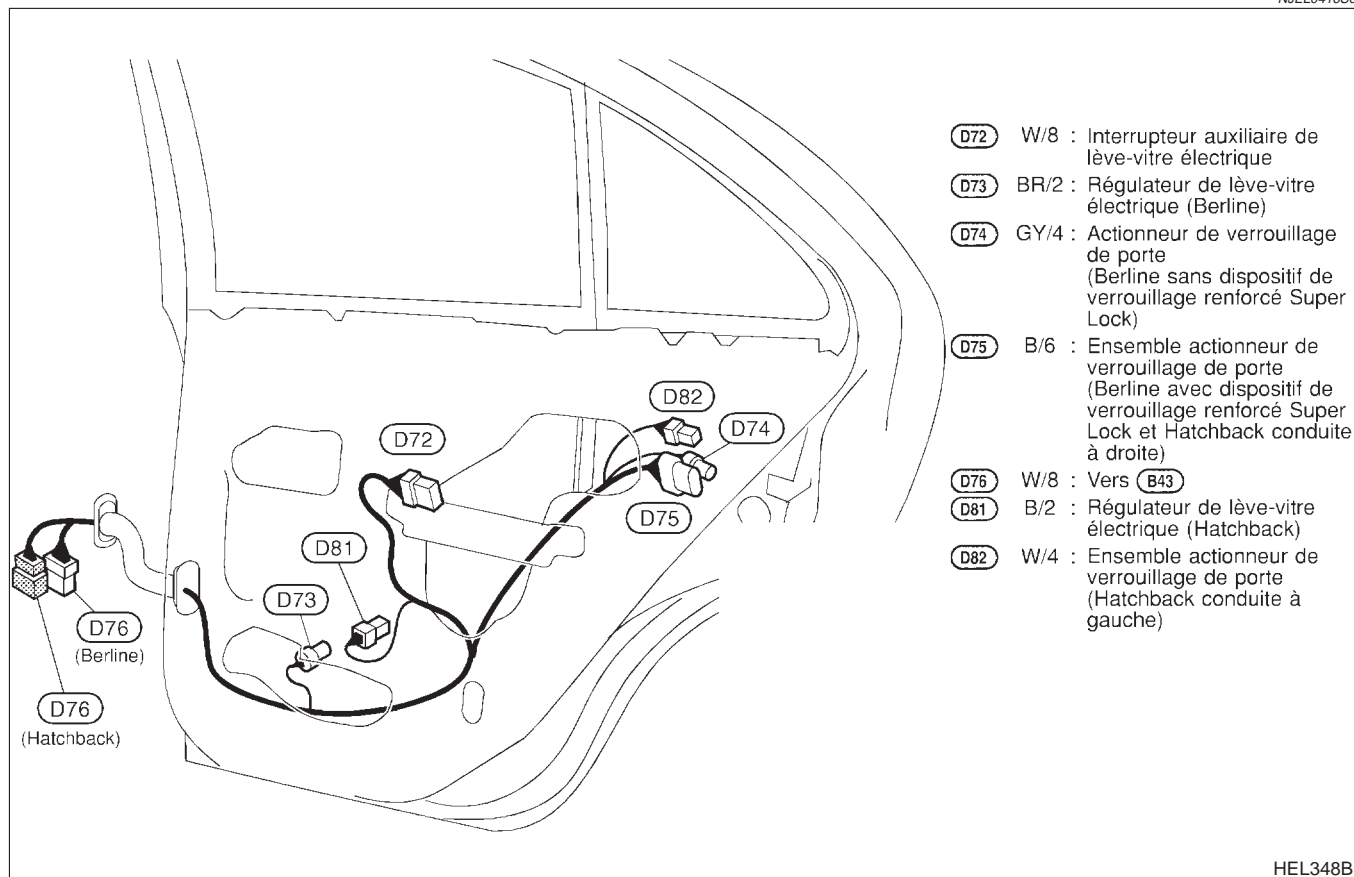 D72 W/8 : Interrupteur auxiliaire de
lève-vitre électrique
D73 BR/2 : Régulateur de lève-vitre
électrique (Berline)
D74 GY/4 : Actionneur de verrouillage
de porte
(Berline sans dispositif de
verrouillage renforcé Super
Lock)
D75 B/6 : Ensemble actionneur de
verrouillage de porte
(Berline avec dispositif de
verrouillage renforcé Super
Lock et Hatchback conduite
à droite)
D76 W/8 : Vers B43
D81 B/2 : Régulateur de lève-vitre
électrique (Hatchback)
D82 W/4 : Ensemble actionneur de
verrouillage de porte
(Hatchback conduite à
gauche)
D82
D72
D74
D75
D81
D73
D76
(Berline)
D76
(Hatchback)
HEL348B